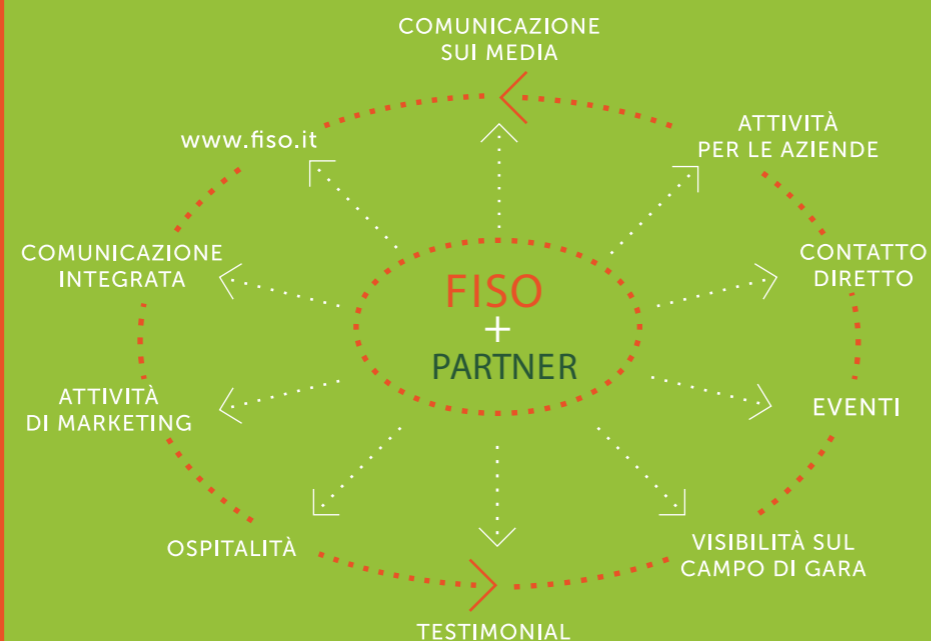 COMUNICAZIONE
SUI MEDIA
www.fiso.it
ATTIVITÀ
PER LE AZIENDE
COMUNICAZIONE
INTEGRATA
CONTATTO
DIRETTO
FISO
+
PARTNER
ATTIVITÀ
DI MARKETING
EVENTI
OSPITALITÀ
VISIBILITÀ SUL
CAMPO DI GARA
TESTIMONIAL